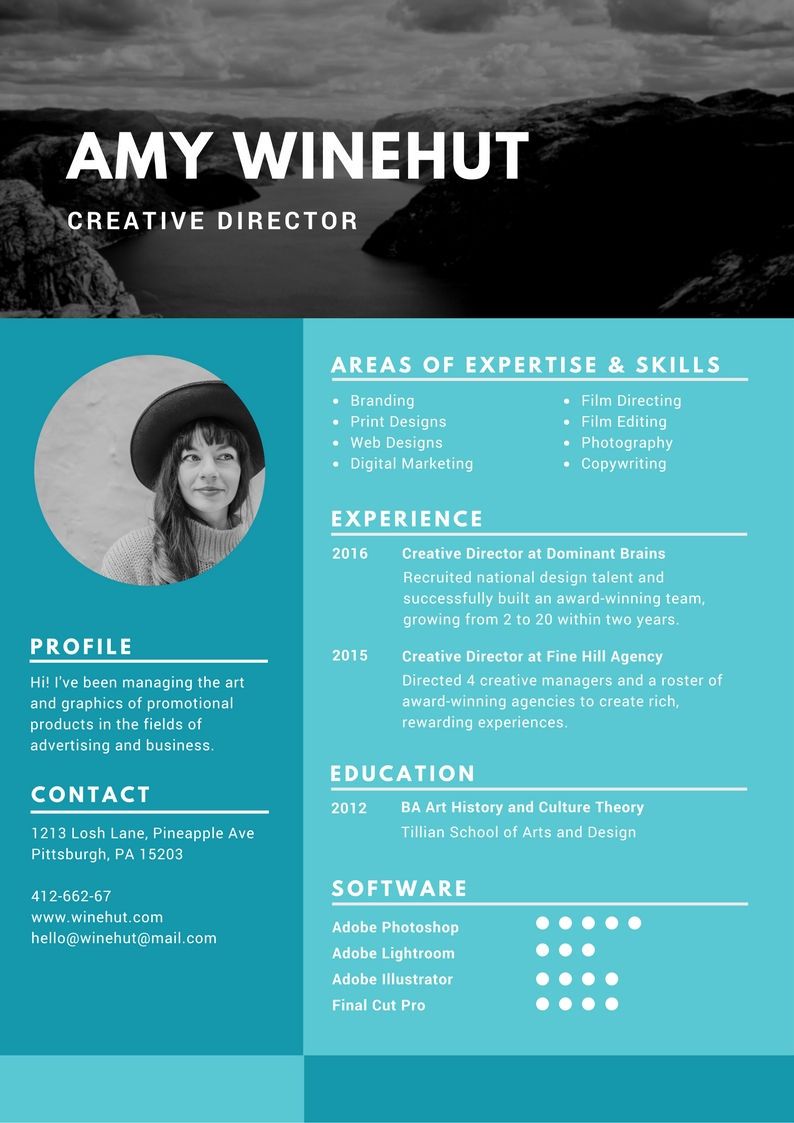 AMY WINEHUT
CREATIVE DIRECTOR
PROFILE
Hi! I've been managing the art
and graphics of promotional
products in the fields of
advertising and business.
CONTACT
1213 Losh Lane, Pineapple Ave
Pittsburgh, PA 15203
412-662-67
www.winehut.com
hello@winehut@mail.com
AREAS OF EXPERTISE & SKILLS
• Branding
• Print Designs
• Web Designs
• Digital Marketing
• Film Directing
• Film Editing
• Photography
• Copywriting
EXPERIENCE
2016 Creative Director at Dominant Brains
Recruited national design talent and
successfully built an award-winning team,
growing from 2 to 20 within two years.
2015 Creative Director at Fine Hill Agency
Directed 4 creative managers and a roster of
award-winning agencies to create rich,
rewarding experiences.
EDUCATION
2012 BA Art History and Culture Theory
Tillian School of Arts and Design
SOFTWARE
Adobe Photoshop
Adobe Lightroom
Adobe Illustrator
Final Cut Pro